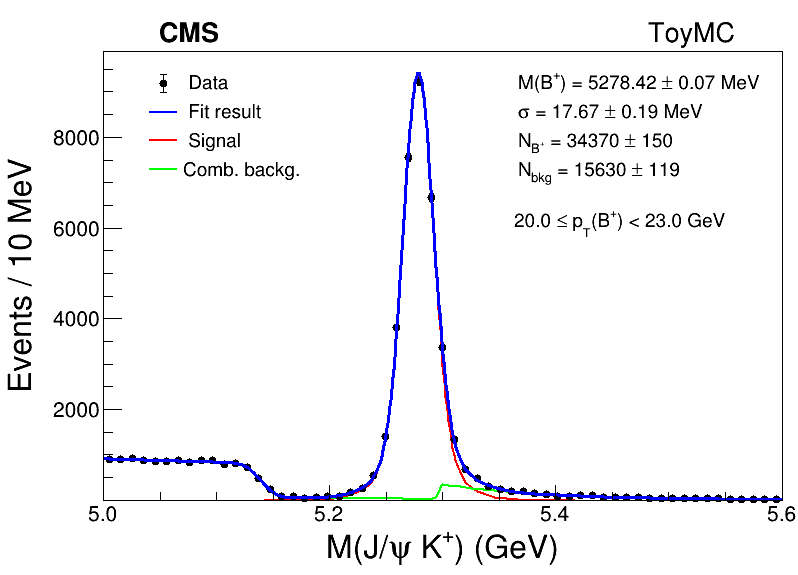 CMS ToyMC
Data
Fit result
Signal
Comb. backg.
M(B⁺) = 5278.42 ± 0.07 MeV
σ = 17.67 ± 0.19 MeV
N_B⁺ = 34370 ± 150
N_bkg = 15630 ± 119
20.0 ≤ p_T(B⁺) < 23.0 GeV
Events / 10 MeV
8000
6000
4000
2000
5.0 5.2 5.4 5.6
M(J/ψ K⁺) (GeV)